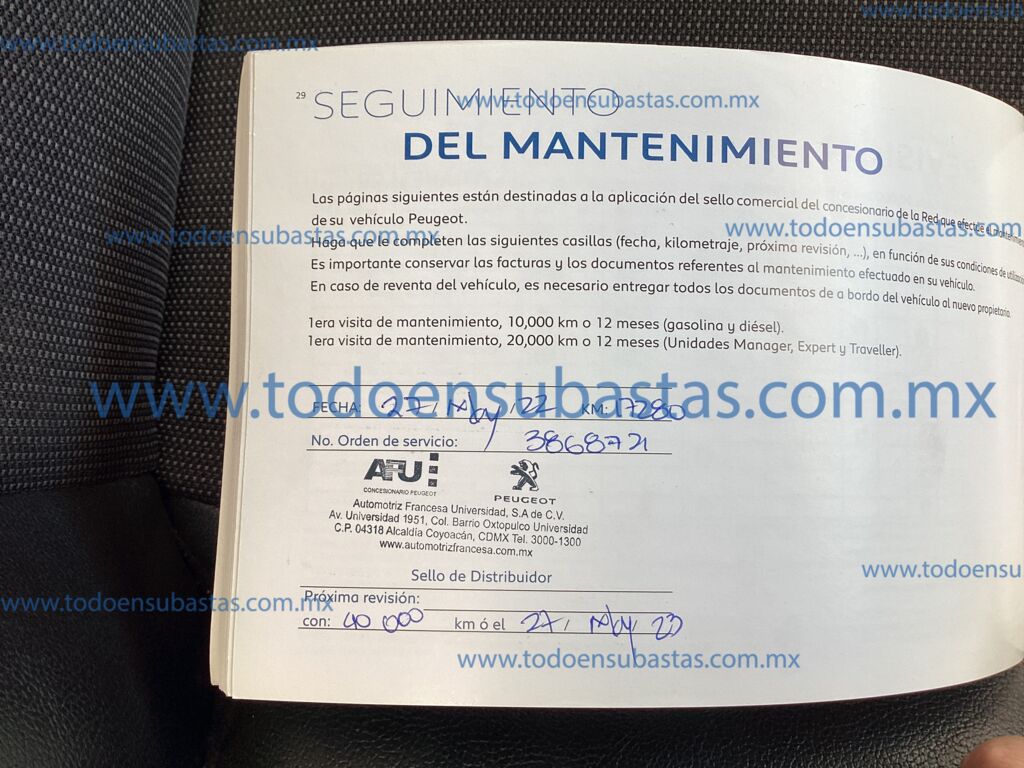 www.todoensubastas.com.mx
www.todoensubastas.com.mx
29 SEGUIMIENTO
www.todoensubastas.com.mx
DEL MANTENIMIENTO
Las páginas siguientes están destinadas a la aplicación del sello comercial del concesionario de la Red que efectúe el mantenimiento
de su vehículo Peugeot.
www.todoensubastas.com.mx
www.todoensubastas.com.mx
Haga que le completen las siguientes casillas (fecha, kilometraje, próxima revisión, ...), en función de sus condiciones de utilización
Es importante conservar las facturas y los documentos referentes al mantenimiento efectuado en su vehículo.
En caso de reventa del vehículo, es necesario entregar todos los documentos de a bordo del vehículo al nuevo propietario.
1era visita de mantenimiento, 10,000 km o 12 meses (gasolina y diésel).
1era visita de mantenimiento, 20,000 km o 12 meses (Unidades Manager, Expert y Traveller).
www.todoensubastas.com.mx
FECHA: 27, May, 22 KM: 17280
No. Orden de servicio: 3868721
AFU PEUGEOT
CONCESIONARIO PEUGEOT
Automotriz Francesa Universidad, S.A de C.V.
Av. Universidad 1951, Col. Barrio Oxtopulco Universidad
C.P. 04318 Alcaldía Coyoacán, CDMX Tel. 3000-1300
www.automotrizfrancesa.com.mx
www.todoensu
Sello de Distribuidor
Próxima revisión:
www.todoensubastas.com.mx
con: 40 000 km ó el 27, May, 23
www.todoensubastas.com.mx